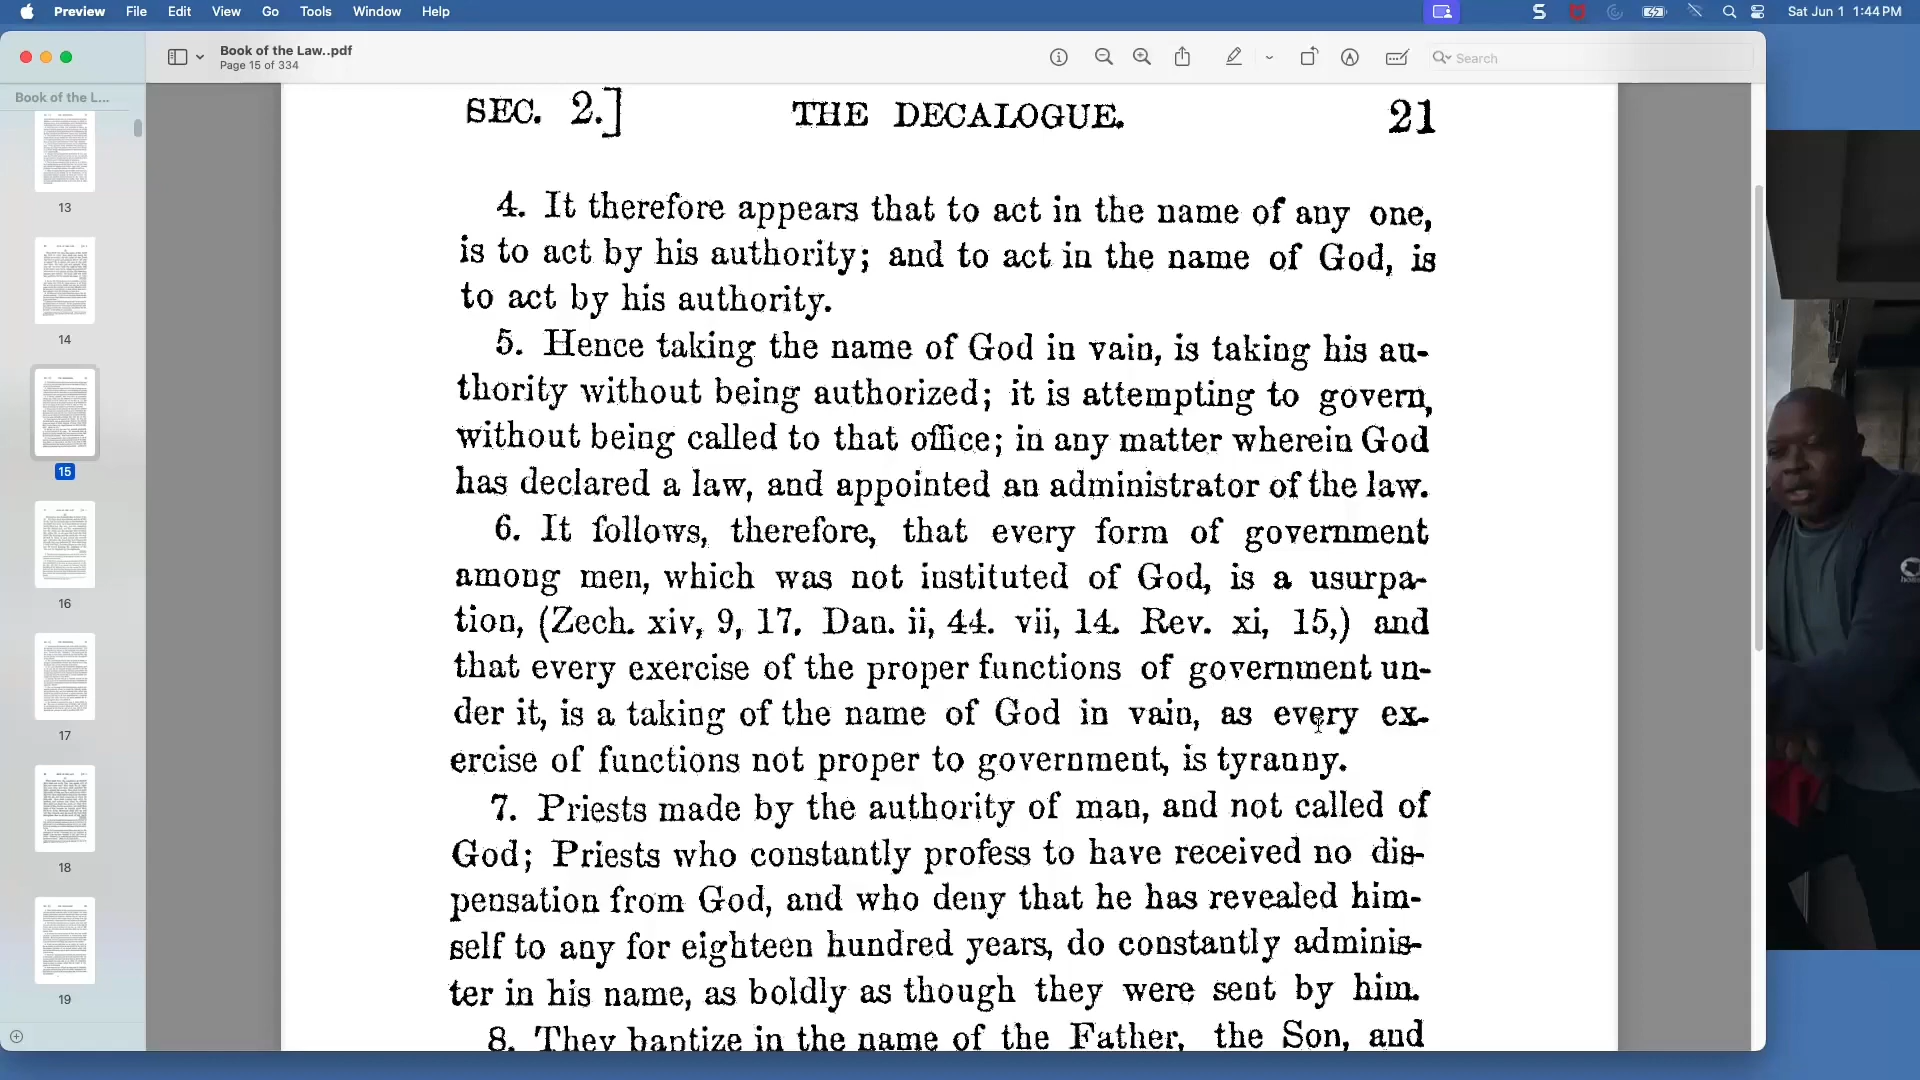 Preview File Edit View Go Tools Window Help
Sat Jun 1 1:44 PM
Book of the Law..pdf
Page 15 of 334
Search
Book of the L...
13
14
15
16
17
18
19
SEC. 2.] THE DECALOGUE. 21
4. It therefore appears that to act in the name of any one,
is to act by his authority; and to act in the name of God, is
to act by his authority.
5. Hence taking the name of God in vain, is taking his au-
thority without being authorized; it is attempting to govern,
without being called to that office; in any matter wherein God
has declared a law, and appointed an administrator of the law.
6. It follows, therefore, that every form of government
among men, which was not instituted of God, is a usurpa-
tion, (Zech. xiv, 9, 17. Dan. ii, 44. vii, 14. Rev. xi, 15,) and
that every exercise of the proper functions of government un-
der it, is a taking of the name of God in vain, as every ex-
ercise of functions not proper to government, is tyranny.
7. Priests made by the authority of man, and not called of
God; Priests who constantly profess to have received no dis-
pensation from God, and who deny that he has revealed him-
self to any for eighteen hundred years, do constantly adminis-
ter in his name, as boldly as though they were sent by him.
8. They baptize in the name of the Father, the Son, and